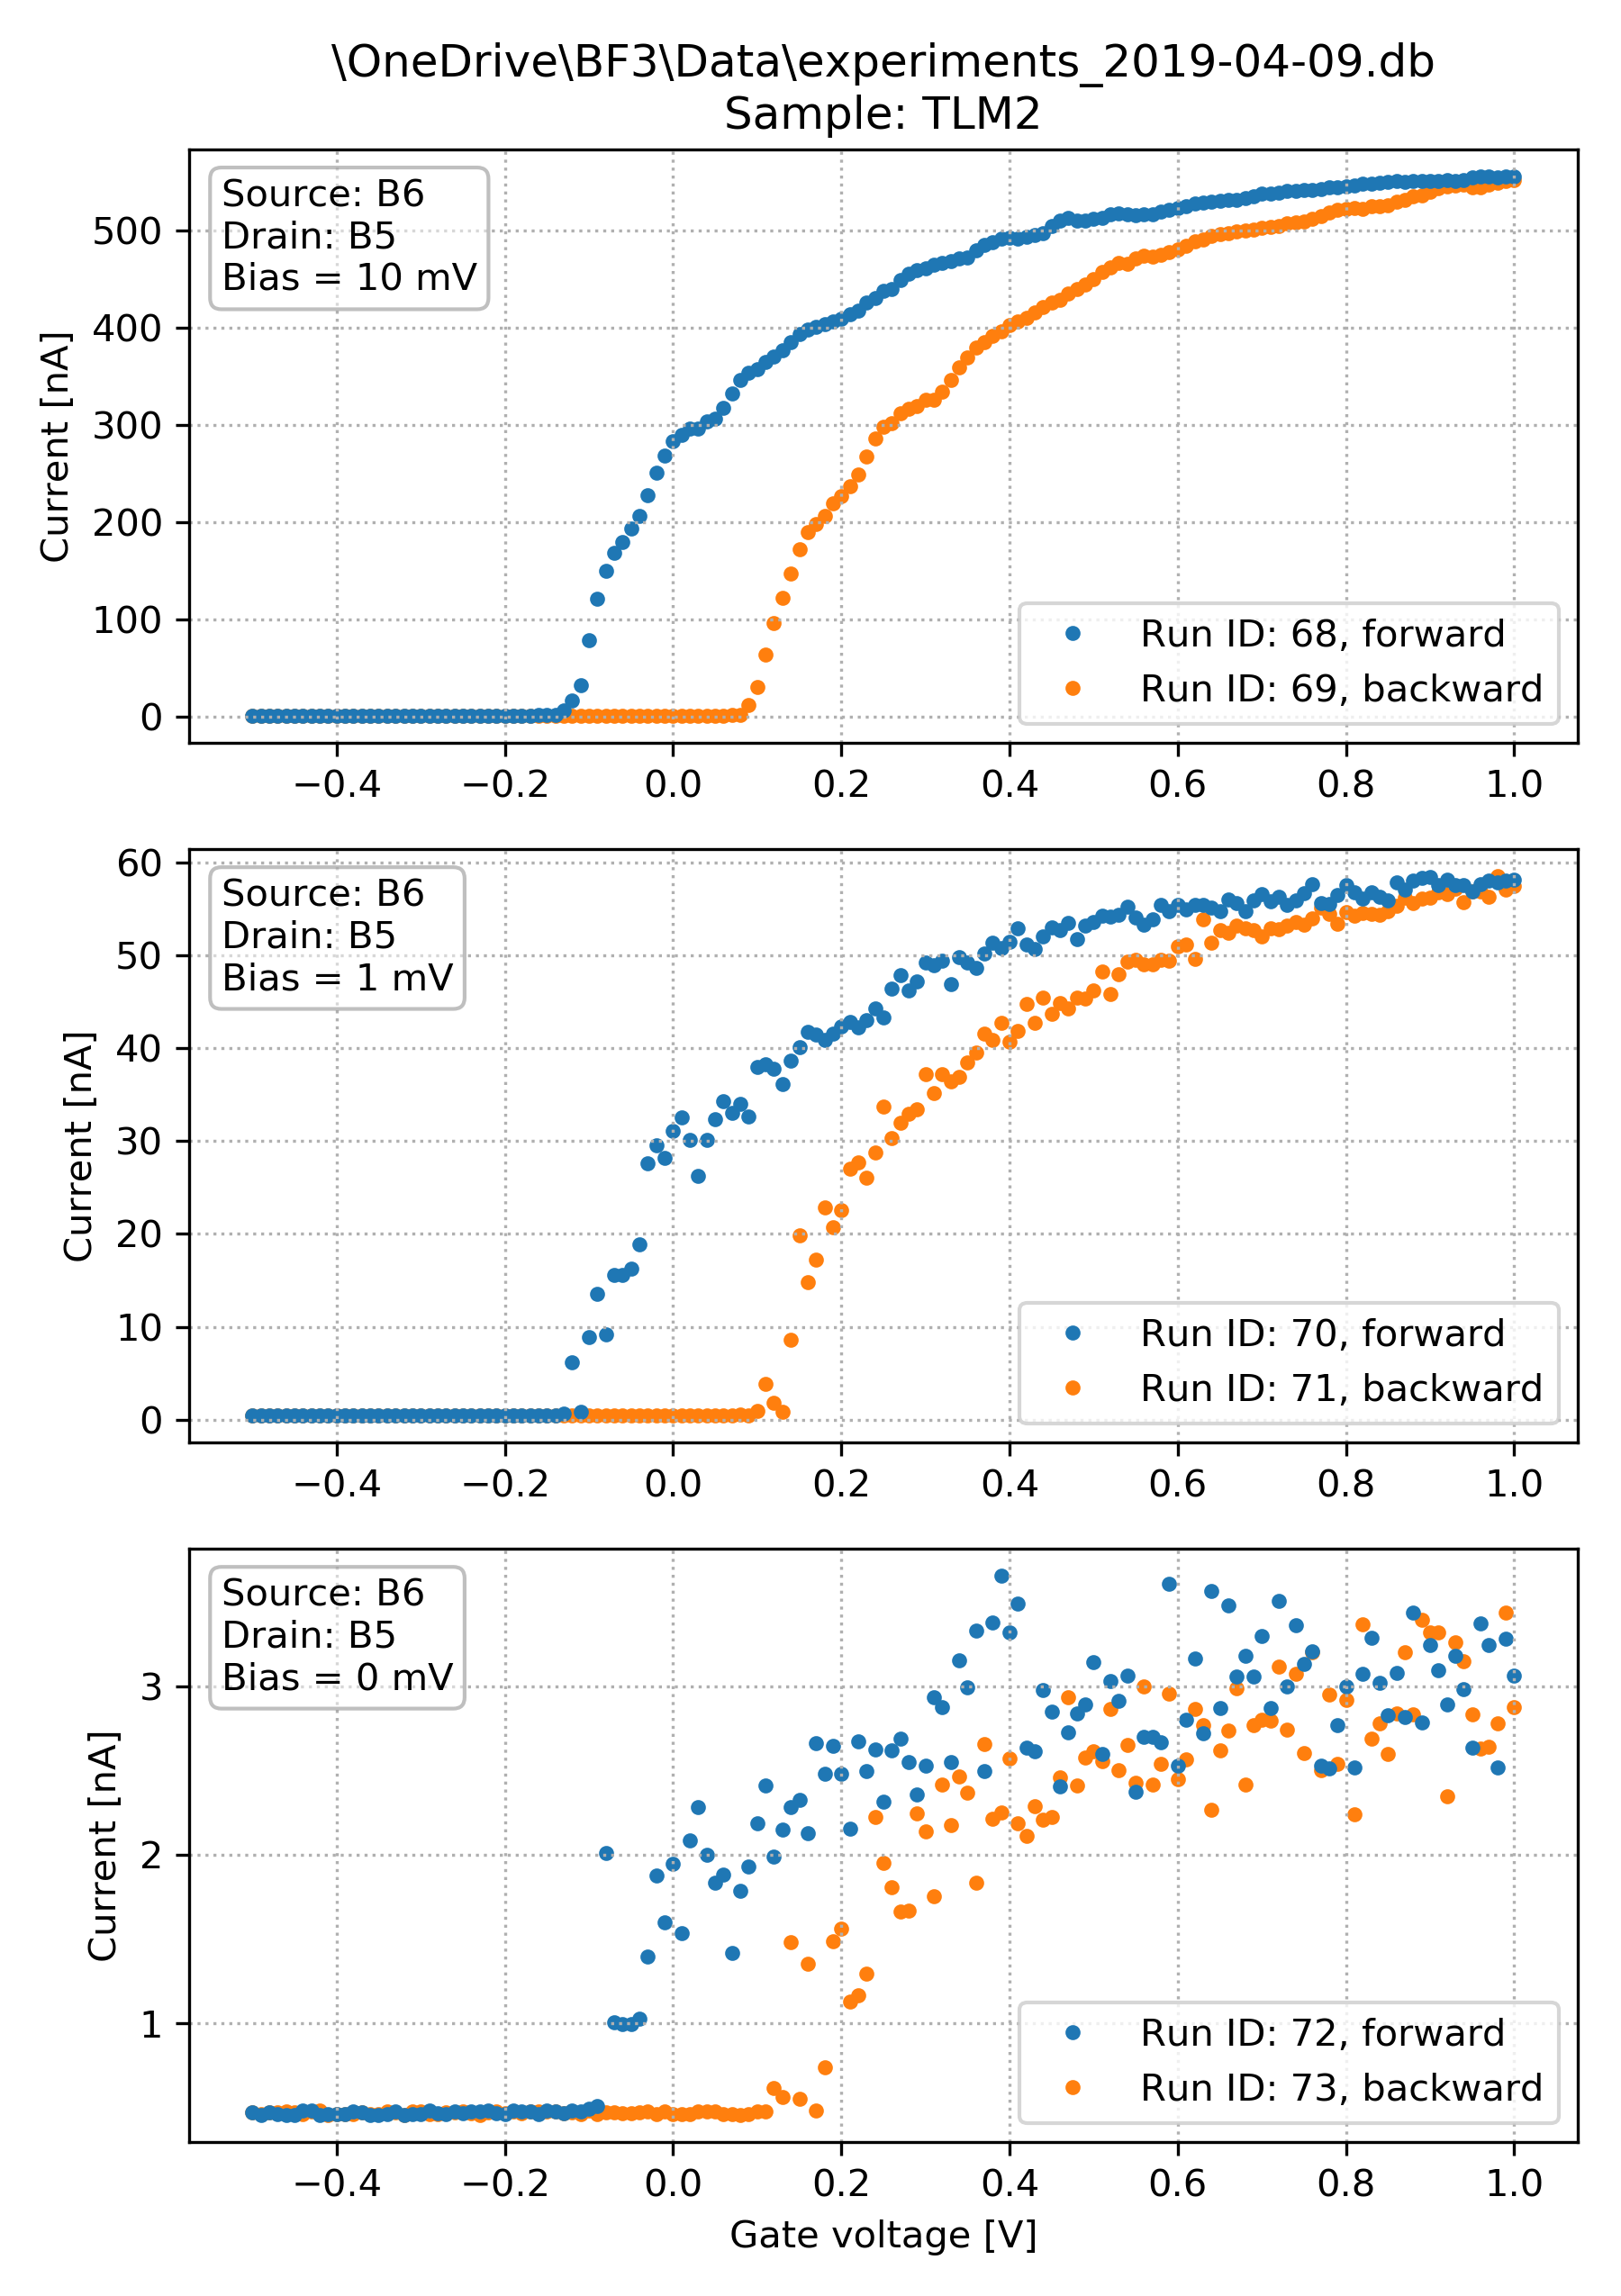 \OneDrive\BF3\Data\experiments_2019-04-09.db
Sample: TLM2
Source: B6
Drain: B5
Bias = 10 mV
Current [nA]
500
400
300
200
100
0
Run ID: 68, forward
Run ID: 69, backward
−0.4 −0.2 0.0 0.2 0.4 0.6 0.8 1.0
Source: B6
Drain: B5
Bias = 1 mV
Current [nA]
60
50
40
30
20
10
0
Run ID: 70, forward
Run ID: 71, backward
−0.4 −0.2 0.0 0.2 0.4 0.6 0.8 1.0
Source: B6
Drain: B5
Bias = 0 mV
Current [nA]
3
2
1
Run ID: 72, forward
Run ID: 73, backward
−0.4 −0.2 0.0 0.2 0.4 0.6 0.8 1.0
Gate voltage [V]